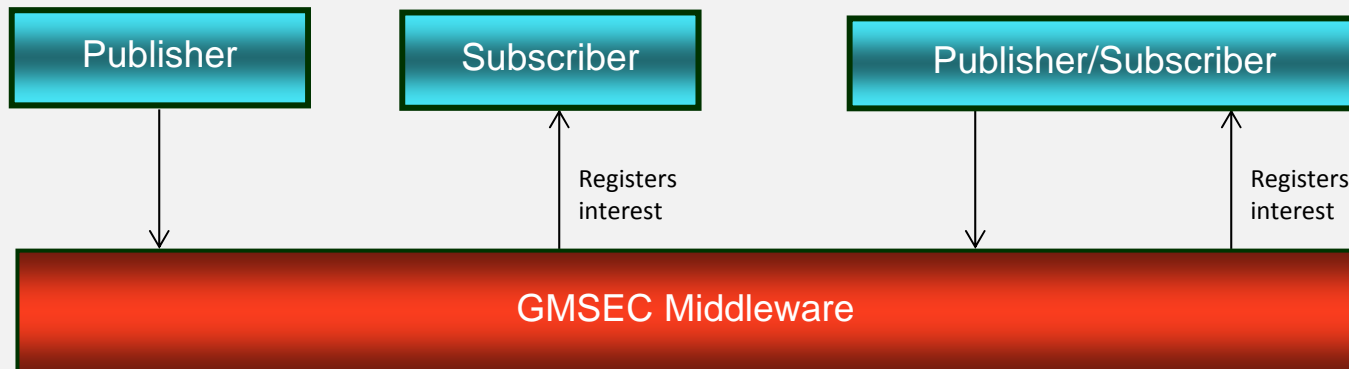 Publisher
Subscriber
Publisher/Subscriber
Registers
interest
Registers
interest
GMSEC Middleware